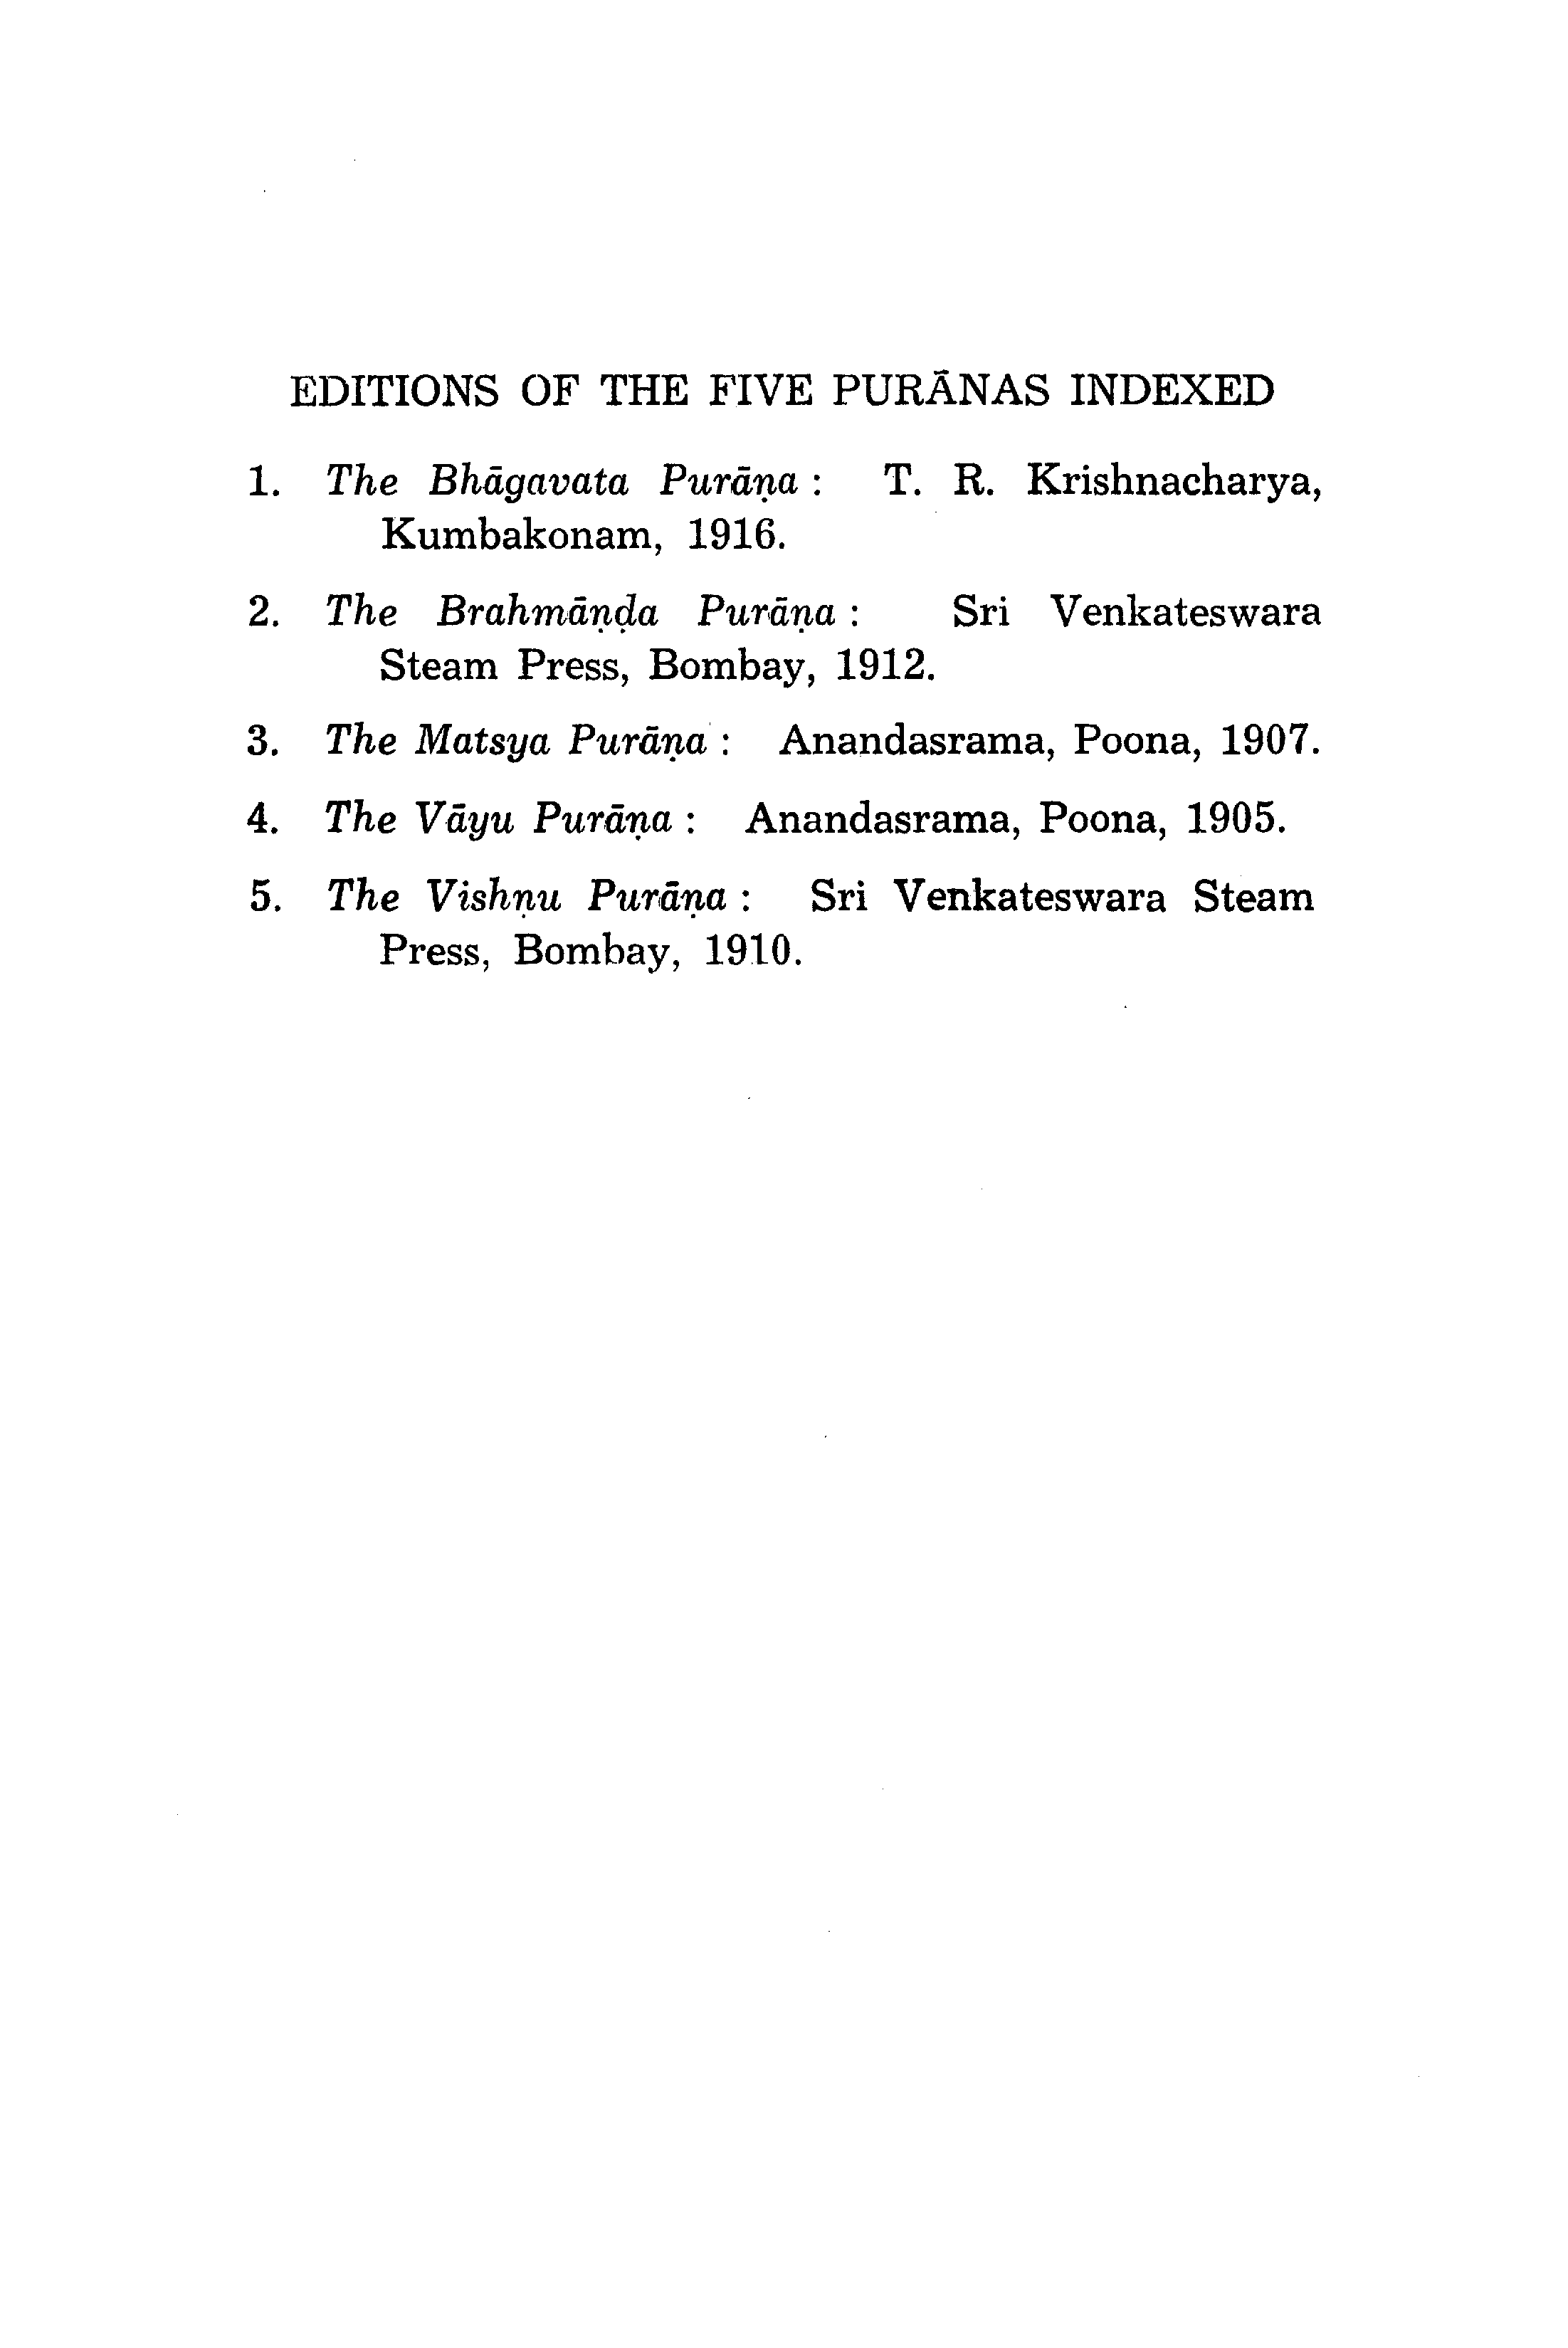 EDITIONS OF THE FIVE PURĀNAS INDEXED
1. The Bhāgavata Purāṇa : T. R. Krishnacharya,
Kumbakonam, 1916.
2. The Brahmāṇḍa Purāṇa : Sri Venkateswara
Steam Press, Bombay, 1912.
3. The Matsya Purāṇa : Anandasrama, Poona, 1907.
4. The Vāyu Purāṇa : Anandasrama, Poona, 1905.
5. The Vishṇu Purāṇa : Sri Venkateswara Steam
Press, Bombay, 1910.